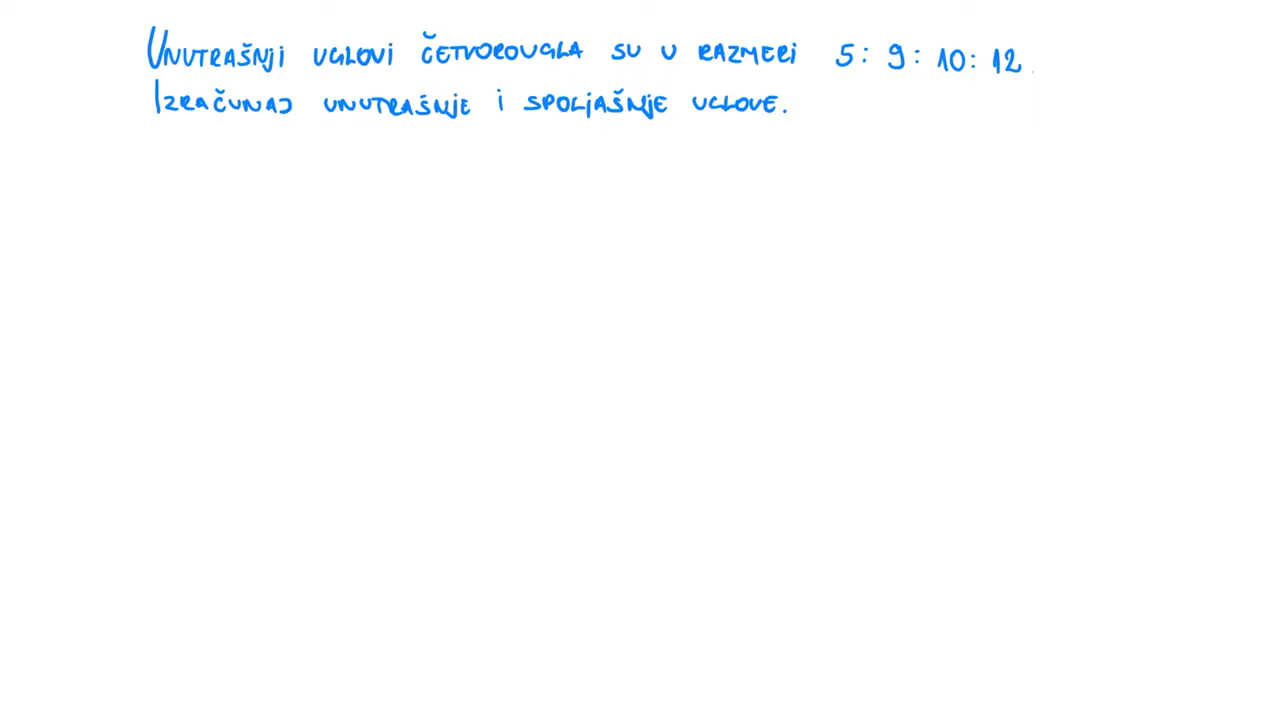 Unutrašnji uglovi četvorougla su u razmeri 5:9:10:12
Izračunaj unutrašnje i spoljašnje uglove.